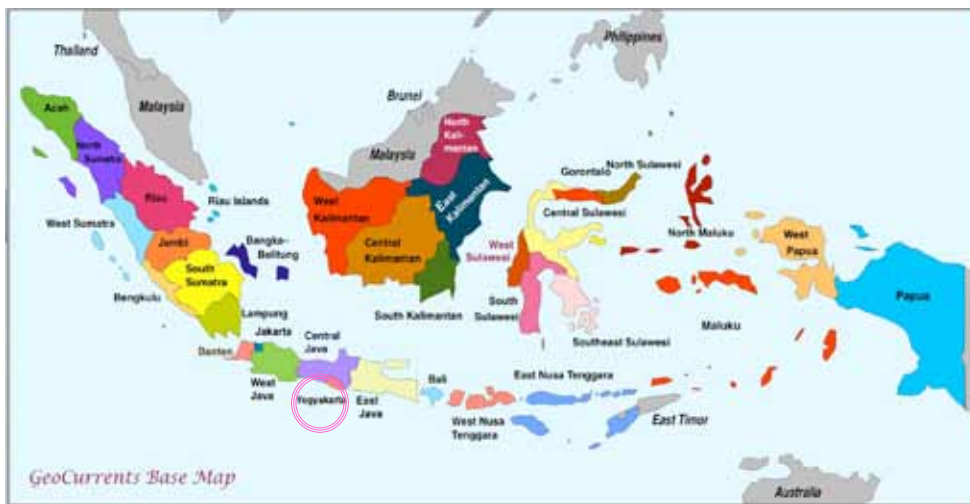 Thailand
Philippines
Malaysia
Brunei
Aceh
North
Sumatra
North
Kali-
mantan
Malaysia
Gorontalo
North Sulawesi
Riau
Riau Islands
West
Kalimantan
East
Kalimantan
Central Sulawesi
West Sumatra
North Maluku
West
Papua
Jambi
Bangka-
Belitung
Central
Kalimantan
West
Sulawesi
South
Sumatra
Bengkulu
Papua
Lampung
South Kalimantan
South
Sulawesi
Jakarta
Central
Java
Southeast Sulawesi
Maluku
Banten
West
Java
Yogyakarta
East
Java
Bali
East Nusa Tenggara
West Nusa
Tenggara
East Timor
GeoCurrents Base Map
Australia